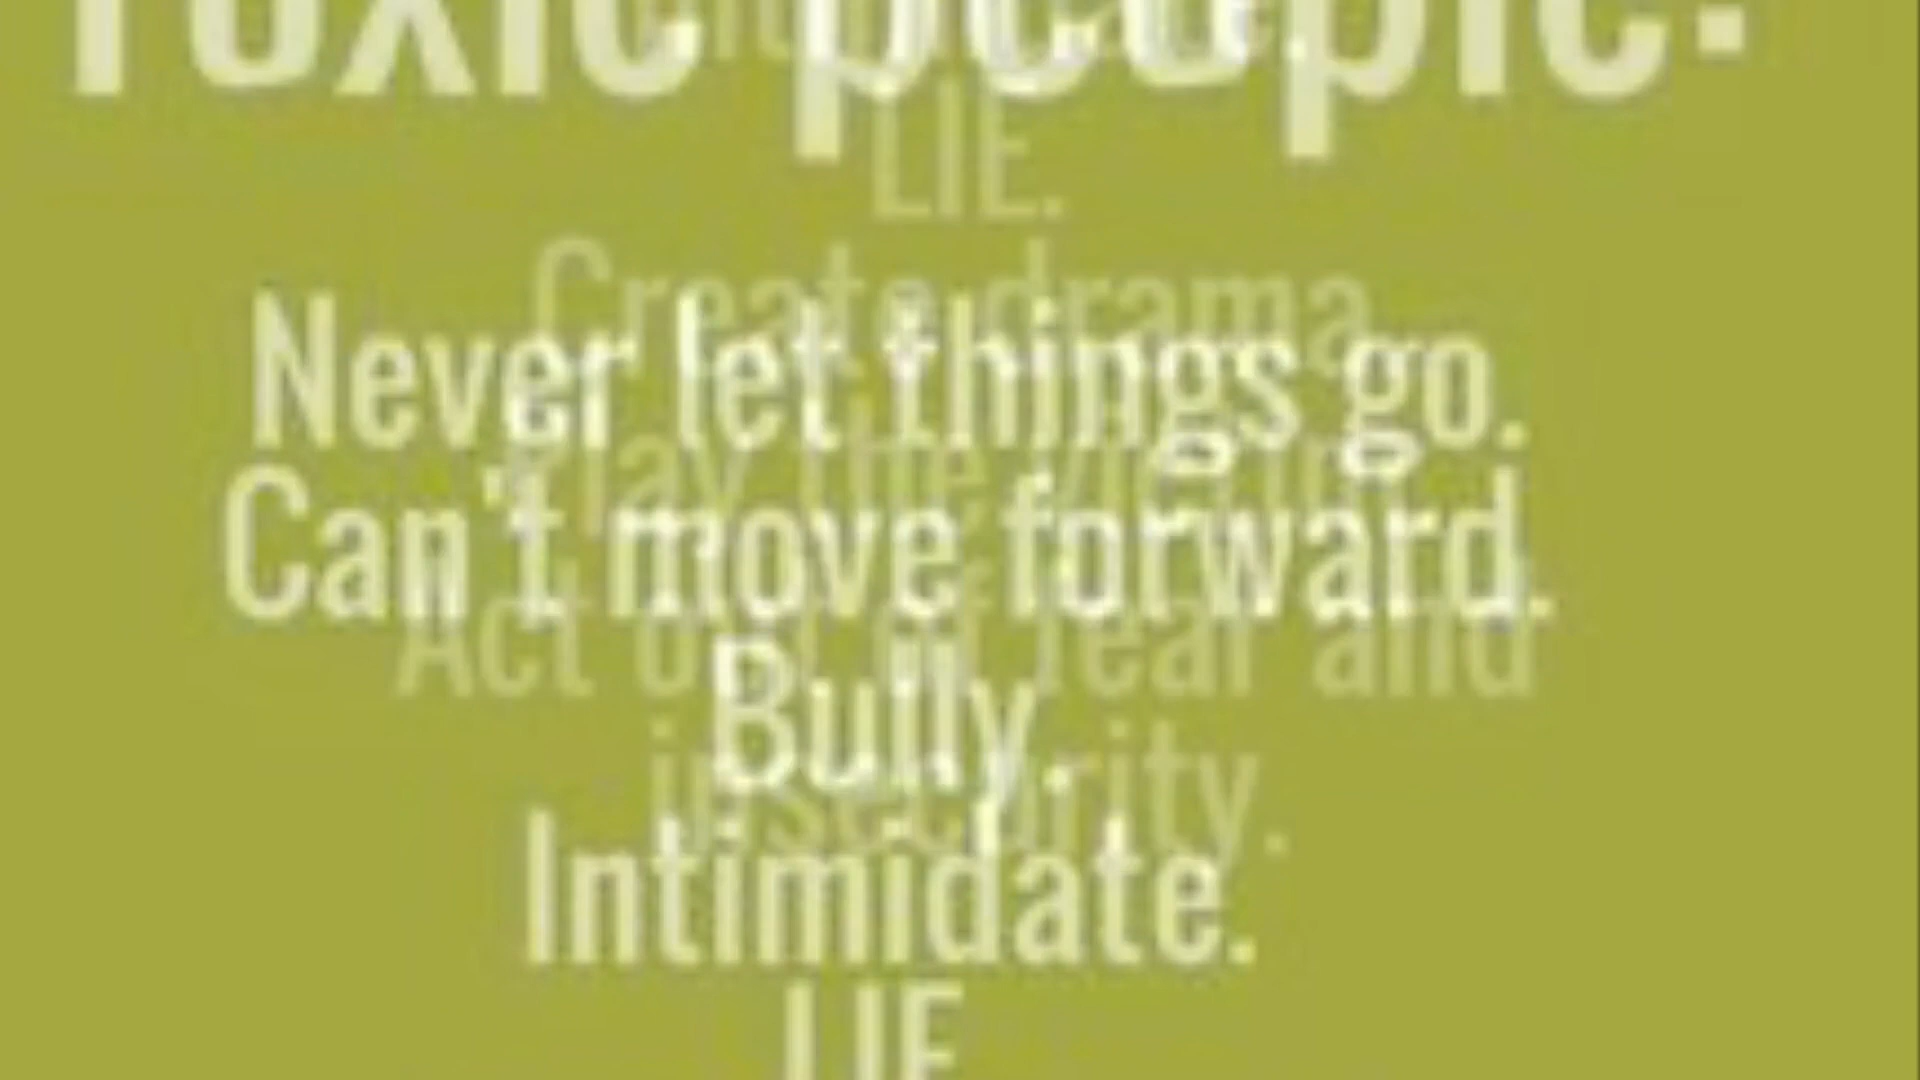 Toxic people:
LIE.
Create drama
Never let things go.
Play the victim
Can't move forward.
Act out of fear and
Bully.
insecurity.
Intimidate.
LIE